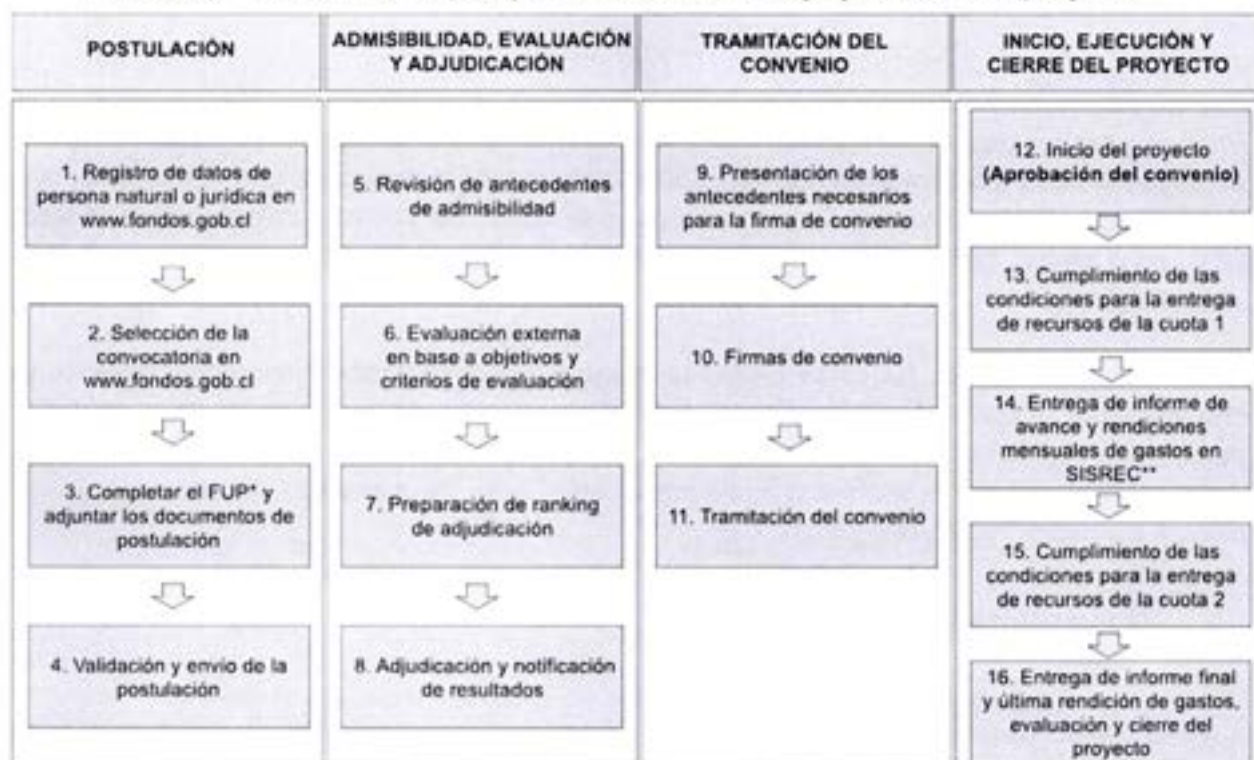 POSTULACIÓN
ADMISIBILIDAD, EVALUACIÓN
Y ADJUDICACIÓN
TRAMITACIÓN DEL
CONVENIO
INICIO, EJECUCIÓN Y
CIERRE DEL PROYECTO
1. Registro de datos de
persona natural o jurídica en
www.fondos.gob.cl
2. Selección de la
convocatoria en
www.fondos.gob.cl
3. Completar el FUP* y
adjuntar los documentos de
postulación
4. Validación y envío de la
postulación
5. Revisión de antecedentes
de admisibilidad
6. Evaluación externa
en base a objetivos y
criterios de evaluación
7. Preparación de ranking
de adjudicación
8. Adjudicación y notificación
de resultados
9. Presentación de los
antecedentes necesarios
para la firma de convenio
10. Firmas de convenio
11. Tramitación del convenio
12. Inicio del proyecto
(Aprobación del convenio)
13. Cumplimiento de las
condiciones para la entrega
de recursos de la cuota 1
14. Entrega de informe de
avance y rendiciones
mensuales de gastos en
SISREC**
15. Cumplimiento de las
condiciones para la entrega
de recursos de la cuota 2
16. Entrega de informe final
y última rendición de gastos,
evaluación y cierre del
proyecto